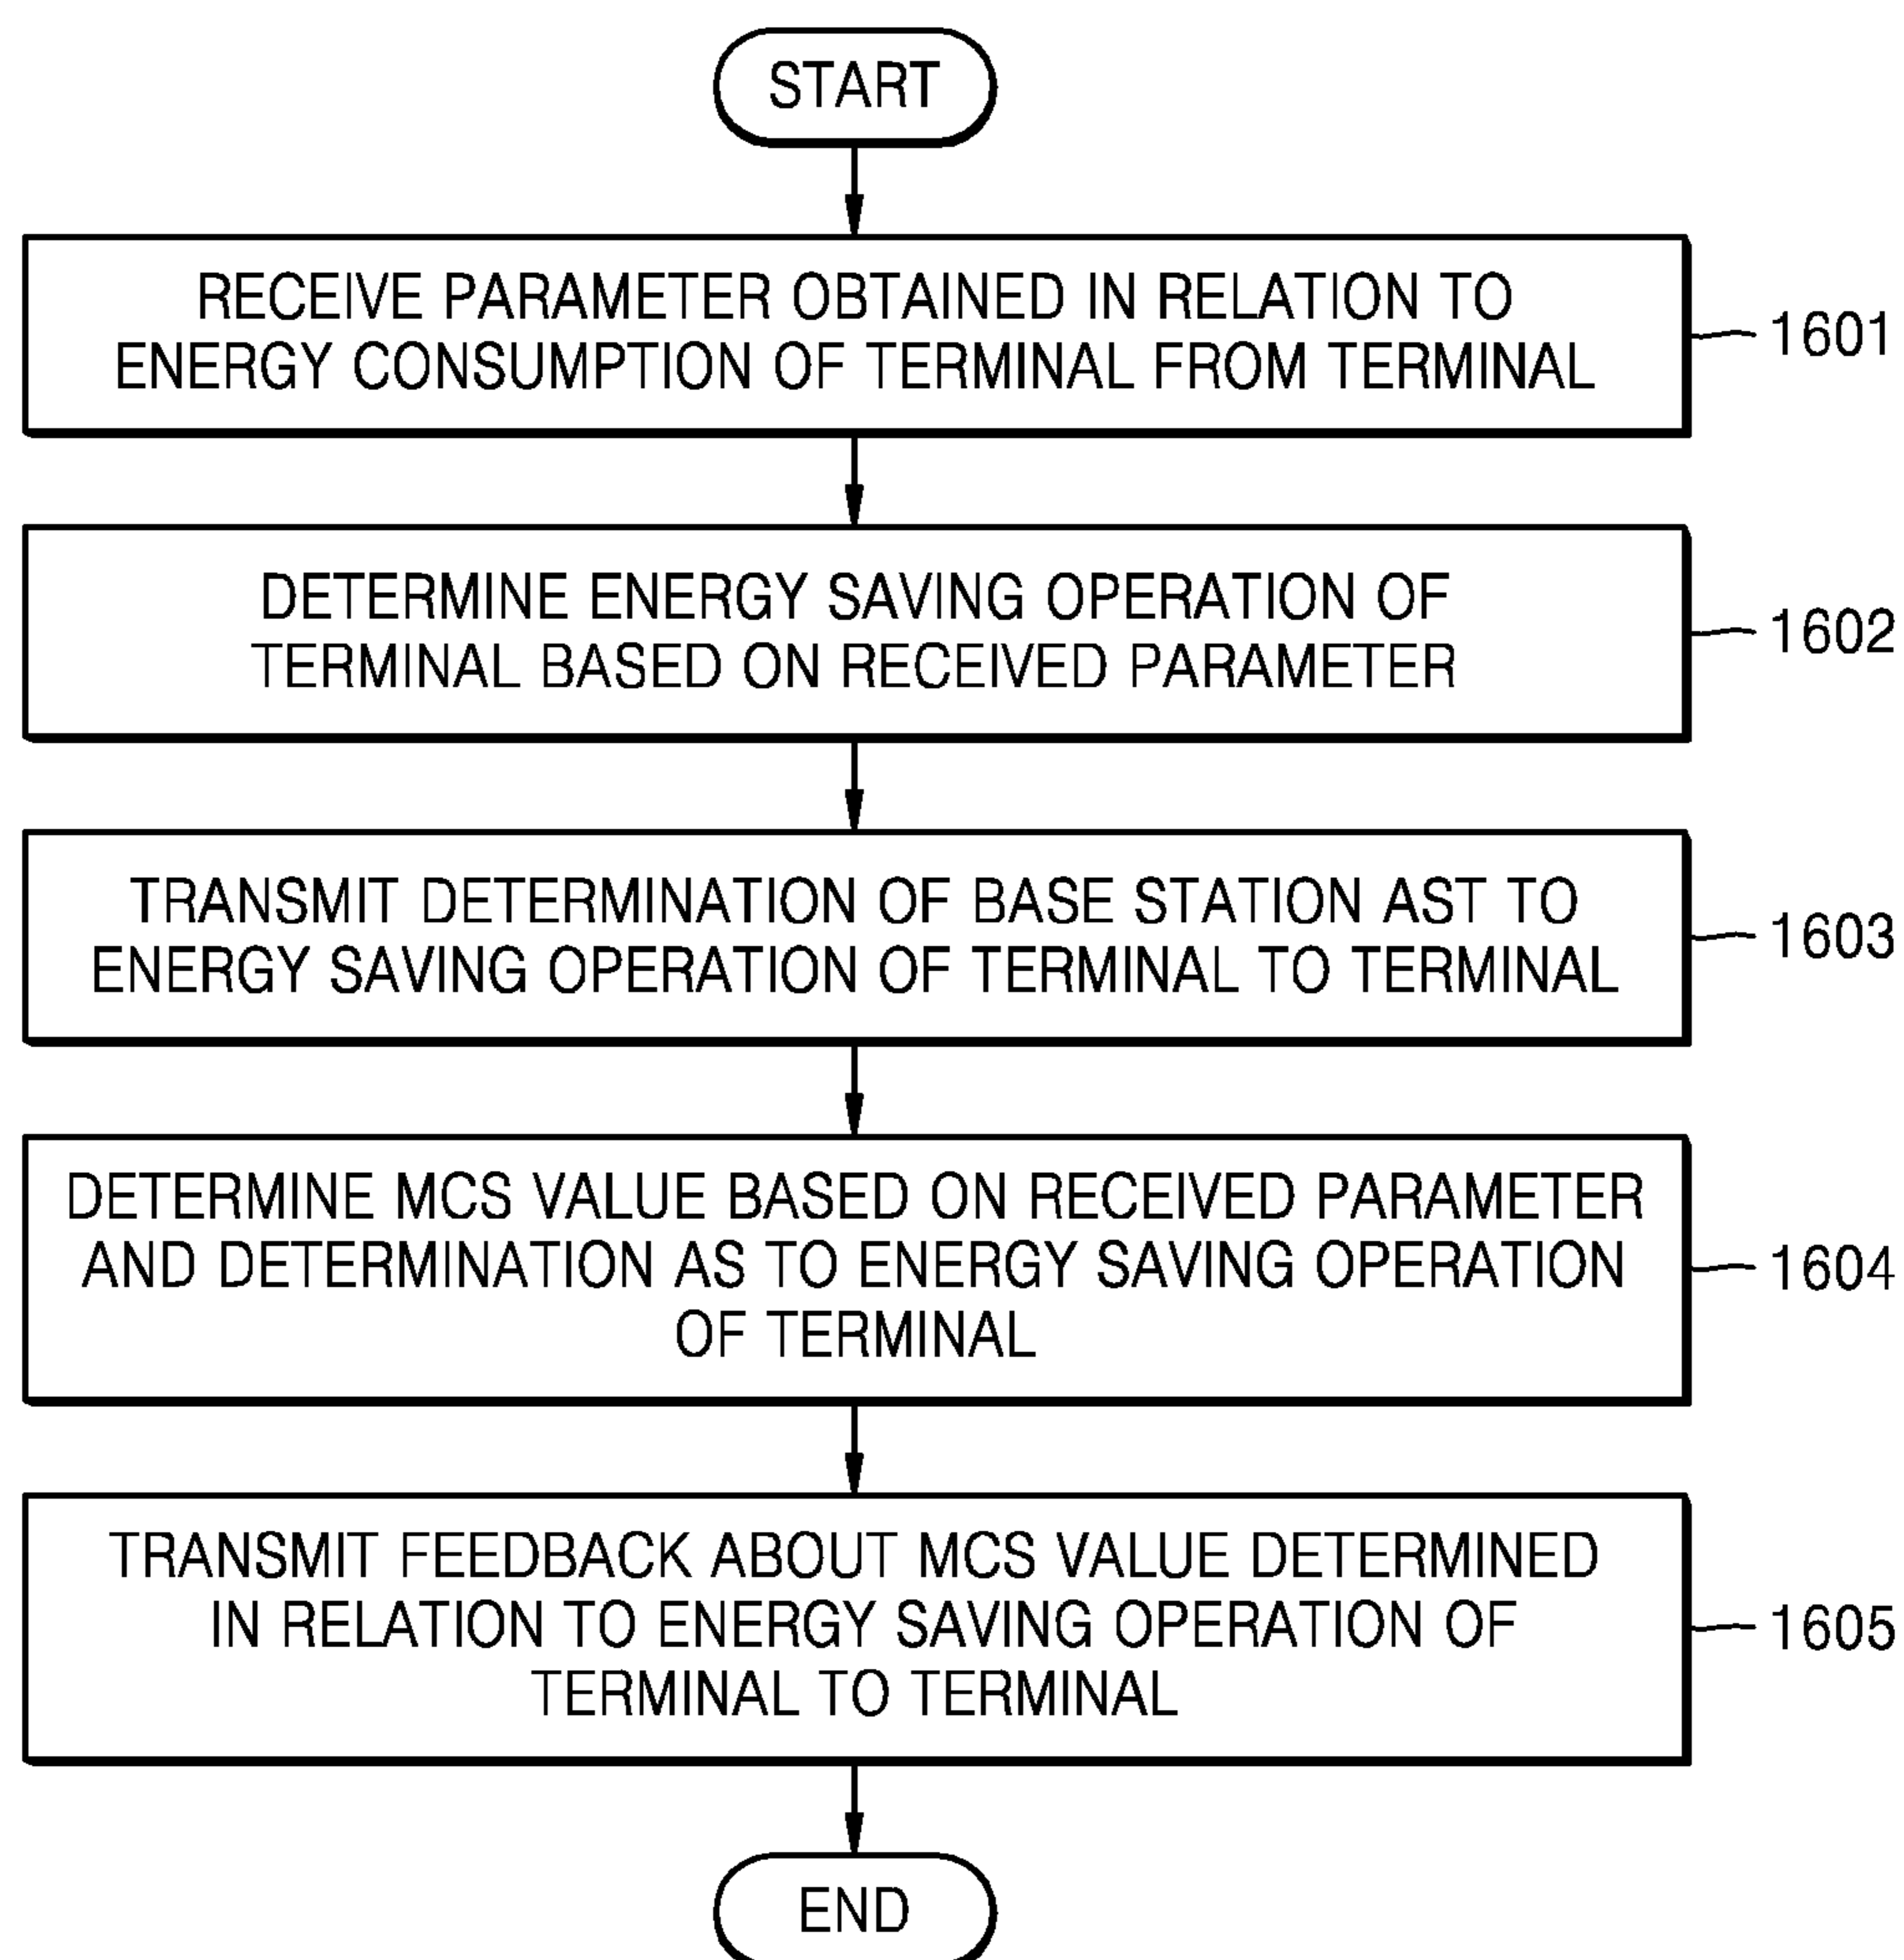 START
RECEIVE PARAMETER OBTAINED IN RELATION TO
ENERGY CONSUMPTION OF TERMINAL FROM TERMINAL
1601
DETERMINE ENERGY SAVING OPERATION OF
TERMINAL BASED ON RECEIVED PARAMETER
1602
TRANSMIT DETERMINATION OF BASE STATION AST TO
ENERGY SAVING OPERATION OF TERMINAL TO TERMINAL
1603
DETERMINE MCS VALUE BASED ON RECEIVED PARAMETER
AND DETERMINATION AS TO ENERGY SAVING OPERATION
OF TERMINAL
1604
TRANSMIT FEEDBACK ABOUT MCS VALUE DETERMINED
IN RELATION TO ENERGY SAVING OPERATION OF
TERMINAL TO TERMINAL
1605
END